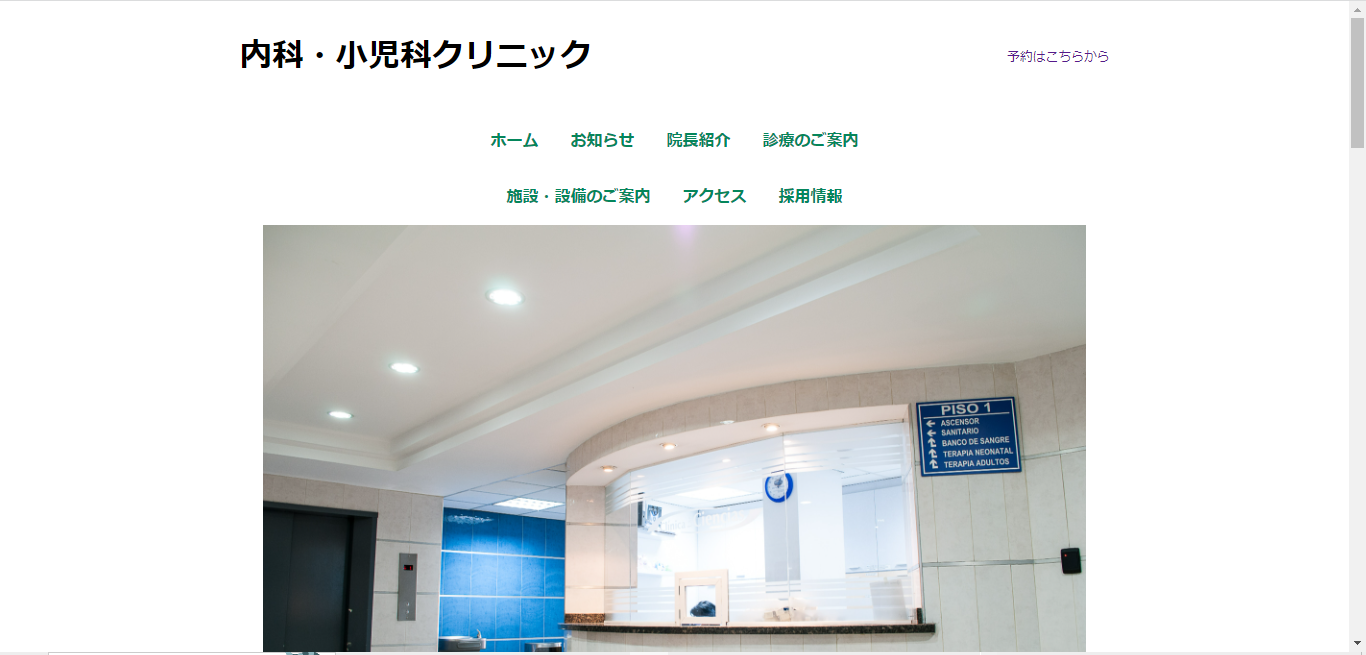 内科・小児科クリニック
予約はこちらから
ホーム お知らせ 院長紹介 診療のご案内
施設・設備のご案内 アクセス 採用情報
PISO 1
ASCENSOR
SANITARIO
BANCO DE SANGRE
TERAPIA NEONATAL
TERAPIA ADULTOS